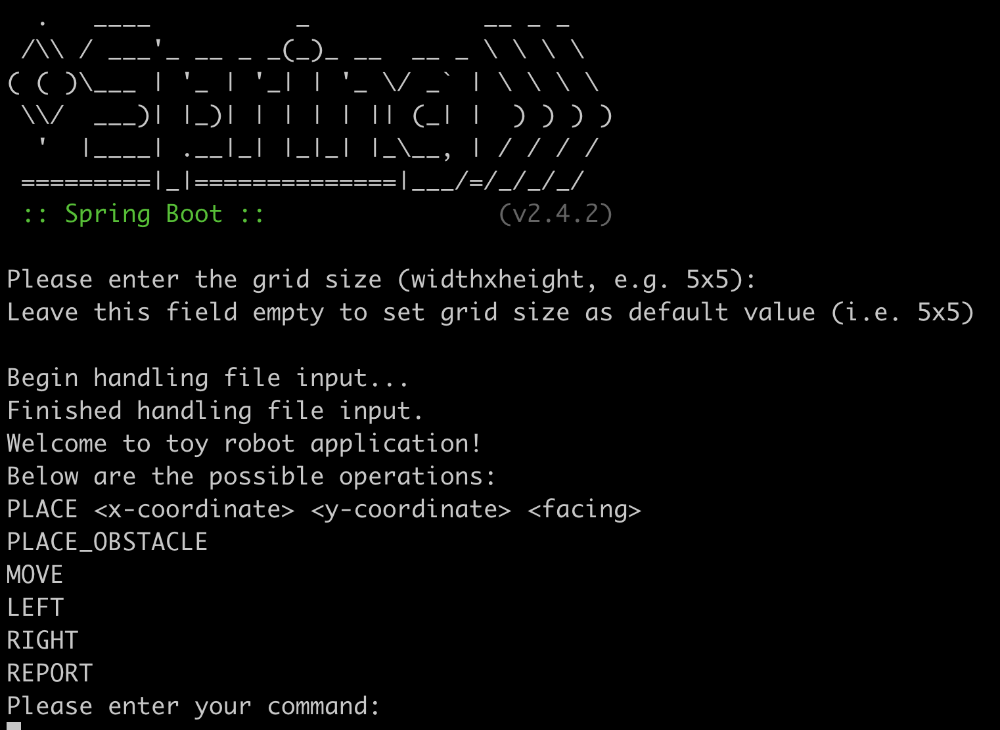 .   ____          _            __ _ _
 /\\ / ___'_ __ _ _(_)_ __  __ _ \ \ \ \
( ( )\___ | '_ | '_| | '_ \/ _` | \ \ \ \
 \\/  ___)| |_)| | | | | || (_| |  ) ) ) )
  '  |____| .__|_| |_|_| |_\__, | / / / /
 =========|_|==============|___/=/_/_/_/
 :: Spring Boot ::                (v2.4.2)
Please enter the grid size (widthxheight, e.g. 5x5):
Leave this field empty to set grid size as default value (i.e. 5x5)
Begin handling file input...
Finished handling file input.
Welcome to toy robot application!
Below are the possible operations:
PLACE <x-coordinate> <y-coordinate> <facing>
PLACE_OBSTACLE
MOVE
LEFT
RIGHT
REPORT
Please enter your command: